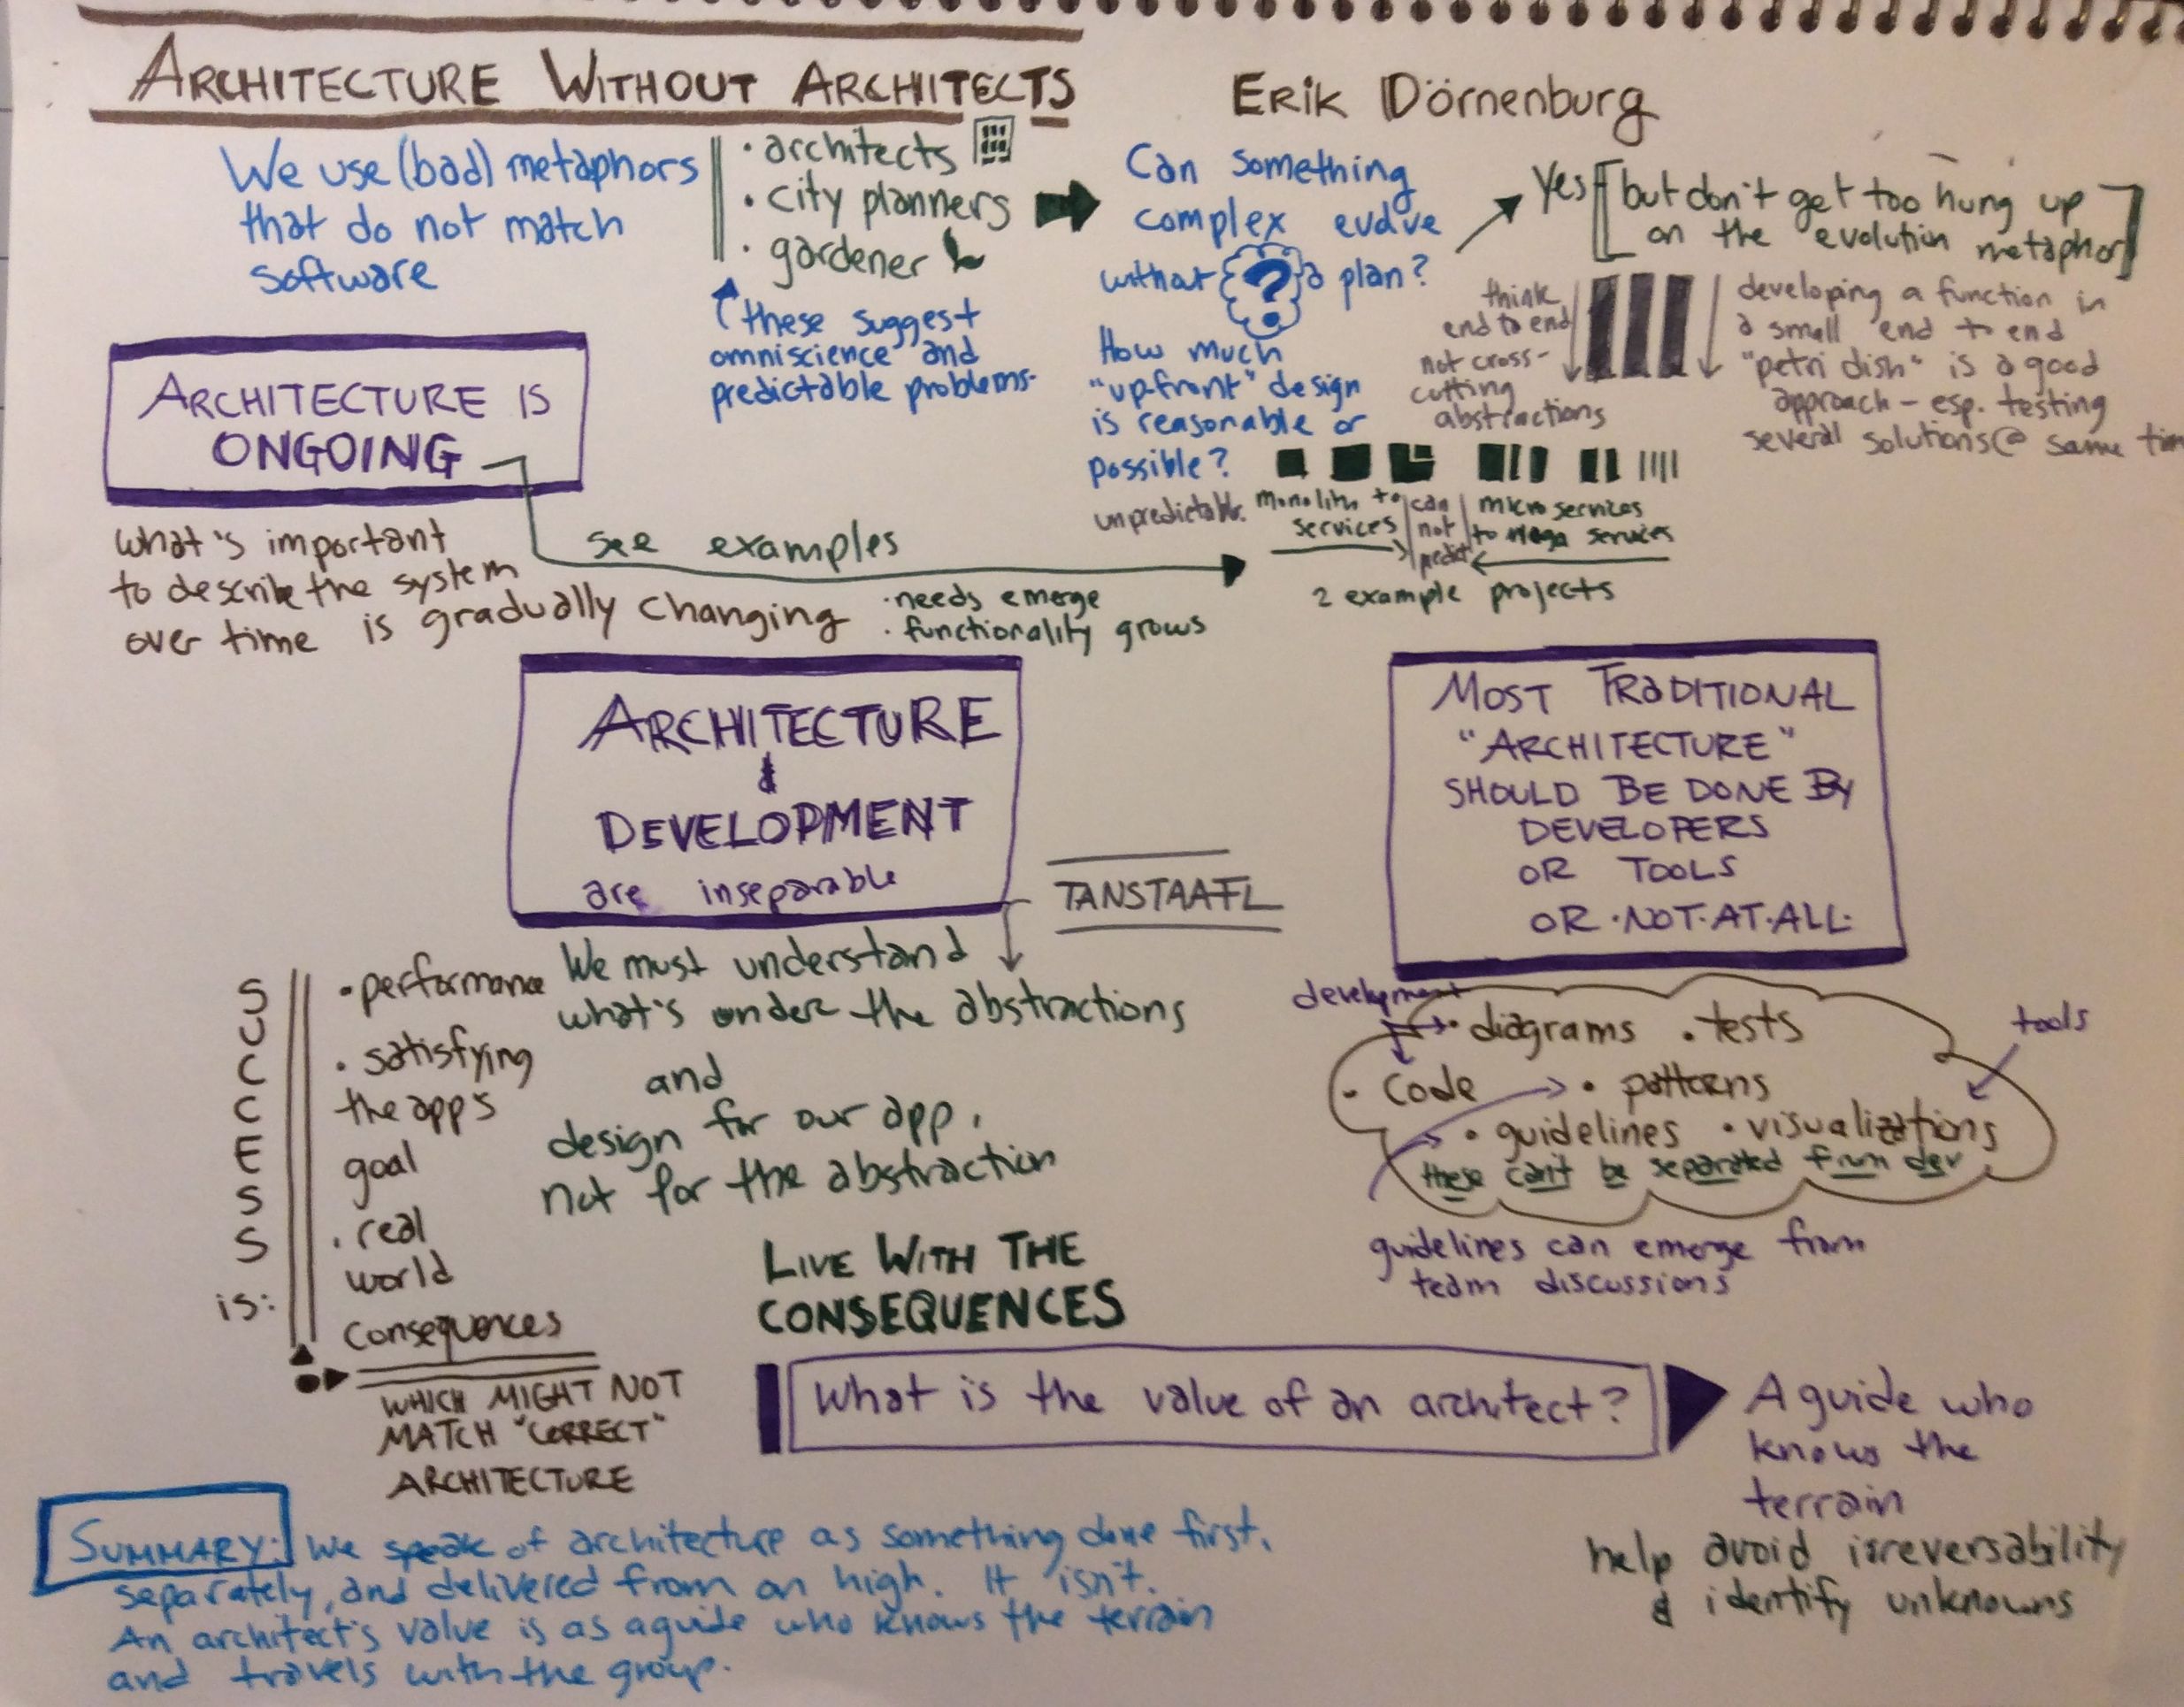 ARCHITECTURE WITHOUT ARCHITECTS
ERiK DÖRNENBURG
We use (bad) metaphors
that do not match
software
· architects
· city planners
· gardener
these suggest
omniscience and
predictable problems.
Can something
complex evolve
without a plan?
?
How much
"up-front" design
is reasonable or
possible?
unpredictable.
Yes [but don't get too hung up
on the evolution metaphor]
think
end to end
not cross-
cutting
abstractions
developing a function in
a small end to end
"petri dish" is a good
approach - esp. testing
several solutions @ same tim
monolith to
services
can
not
predict
micro services
to mega services
2 example projects
ARCHITECTURE IS
ONGOING
see examples
what's important
to describe the system
over time is gradually changing
· needs emerge
· functionality grows
ARCHITECTURE
&
DEVELOPMENT
are inseparable
TANSTAAFL
We must understand
what's under the abstractions
and
design for our app,
not for the abstraction
LIVE WITH THE
CONSEQUENCES
MOST TRADITIONAL
"ARCHITECTURE"
SHOULD BE DONE BY
DEVELOPERS
OR TOOLS
OR · NOT · AT · ALL ·
development
· diagrams · tests
tools
· Code · patterns
· guidelines · visualizations
these can't be separated from dev
guidelines can emerge from
team discussions
SUCCESS
is:
· performance
· satisfying
the app's
goal
· real
world
consequences
WHICH MIGHT NOT
MATCH "CORRECT"
ARCHITECTURE
What is the value of an architect?
A guide who
knows the
terrain
help avoid irreversability
& identify unknowns
SUMMARY: We speak of architecture as something done first,
separately, and delivered from on high. It isn't.
An architect's value is as a guide who knows the terrain
and travels with the group.